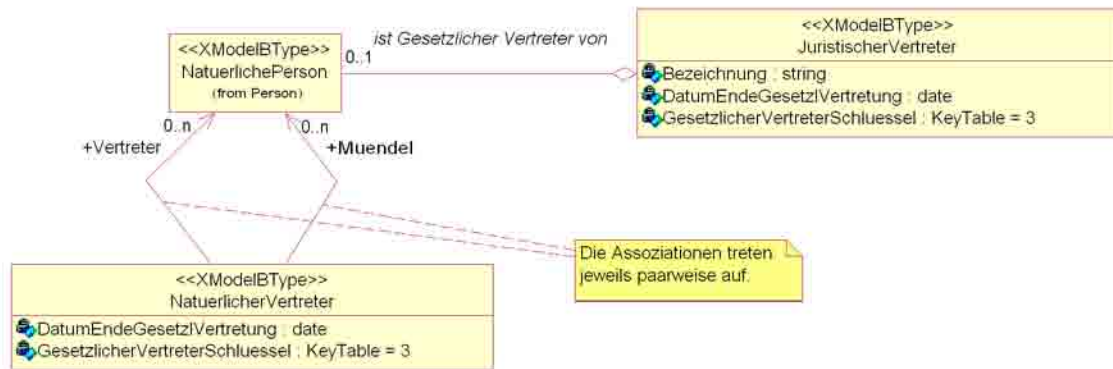 <<XModelBType>>
NatuerlichePerson
(from Person)
ist Gesetzlicher Vertreter von
0..1
<<XModelBType>>
JuristischerVertreter
Bezeichnung : string
DatumEndeGesetzlVertretung : date
GesetzlicherVertreterSchluessel : KeyTable = 3
0..n
0..n
+Vertreter
+Muendel
Die Assoziationen treten
jeweils paarweise auf.
<<XModelBType>>
NatuerlicherVertreter
DatumEndeGesetzlVertretung : date
GesetzlicherVertreterSchluessel : KeyTable = 3